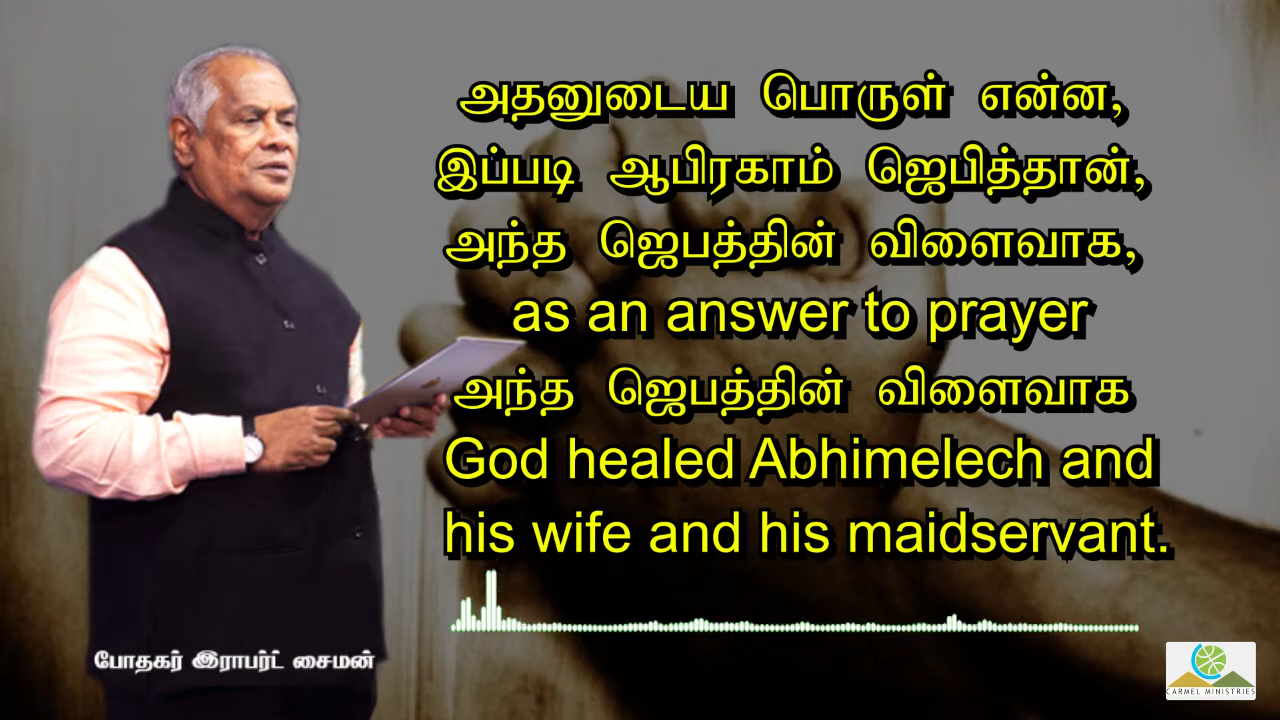 அதனுடைய பொருள் என்ன,
இப்படி ஆபிரகாம் ஜெபித்தான்,
அந்த ஜெபத்தின் விளைவாக,
as an answer to prayer
அந்த ஜெபத்தின் விளைவாக
God healed Abhimelech and
his wife and his maidservant.
போதகர் இராபர்ட் சைமன்
CARMEL MINISTRIES